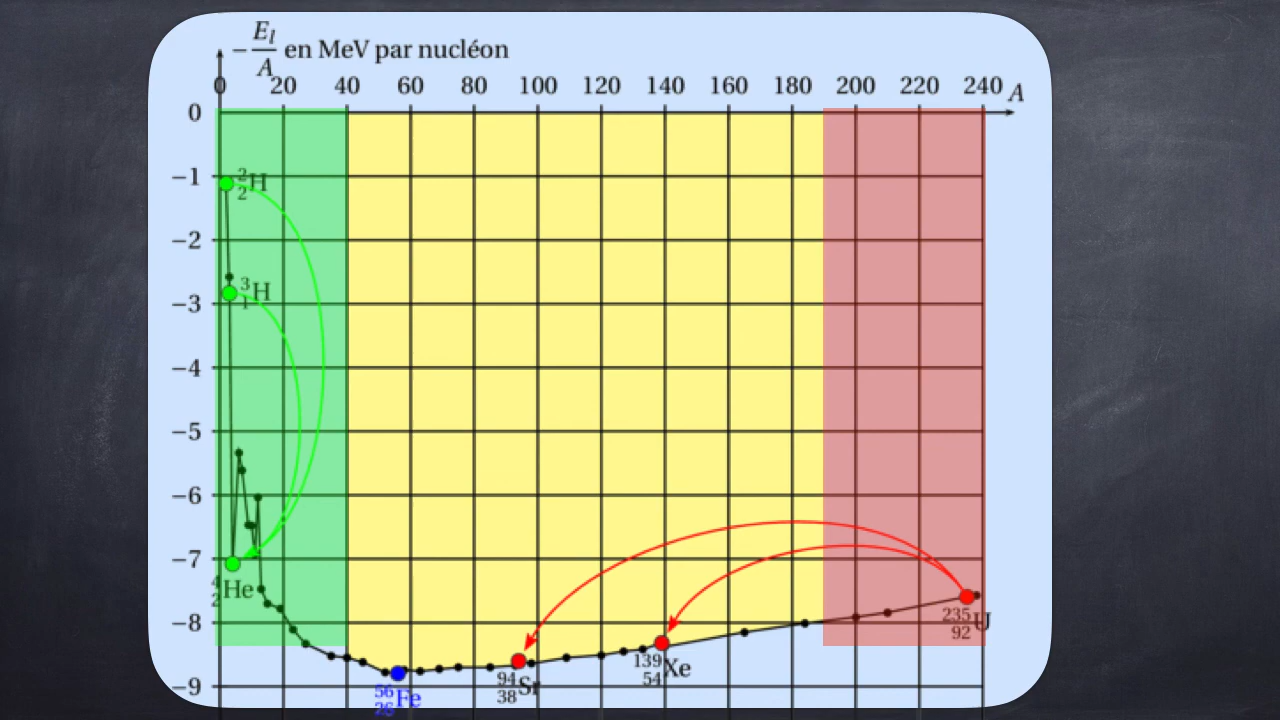 −E_l/A en MeV par nucléon
0 20 40 60 80 100 120 140 160 180 200 220 240 A
0
−1
²₂H
−2
−3
³₁H
−4
−5
−6
−7
⁴₂He
−8
²³⁵₉₂U
¹³⁹₅₄Xe
⁹⁴₃₈Sr
−9
⁵⁶₂₆Fe